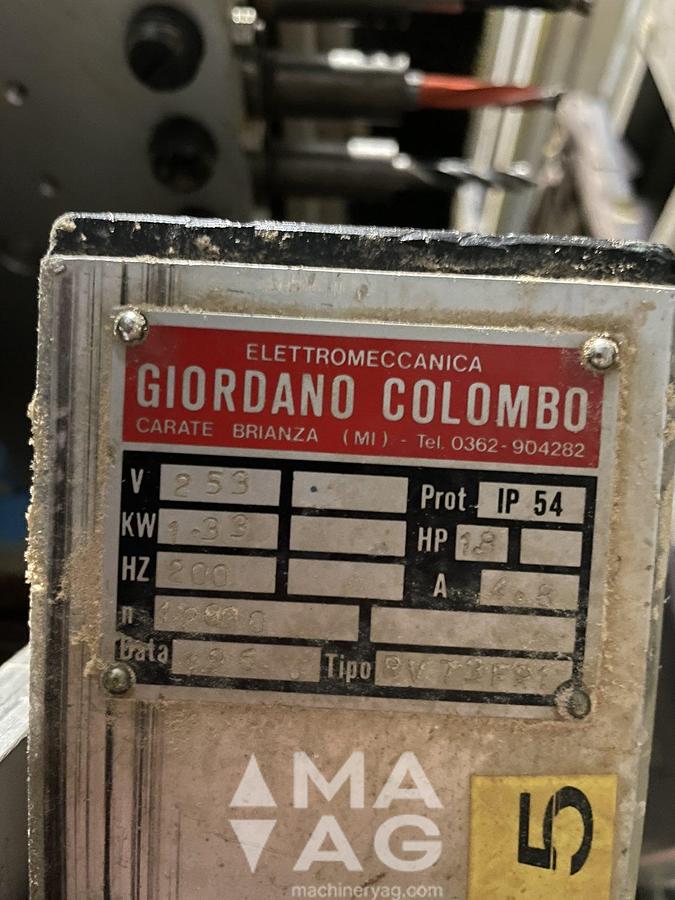 ELETTROMECCANICA
GIORDANO COLOMBO
CARATE BRIANZA (MI) - Tel. 0362-904282
V 253 Prot. IP 54
KW 1.33 HP 1.8
HZ 200 A 4.8
n
Data Tipo
MA
AG
machineryag.com
5